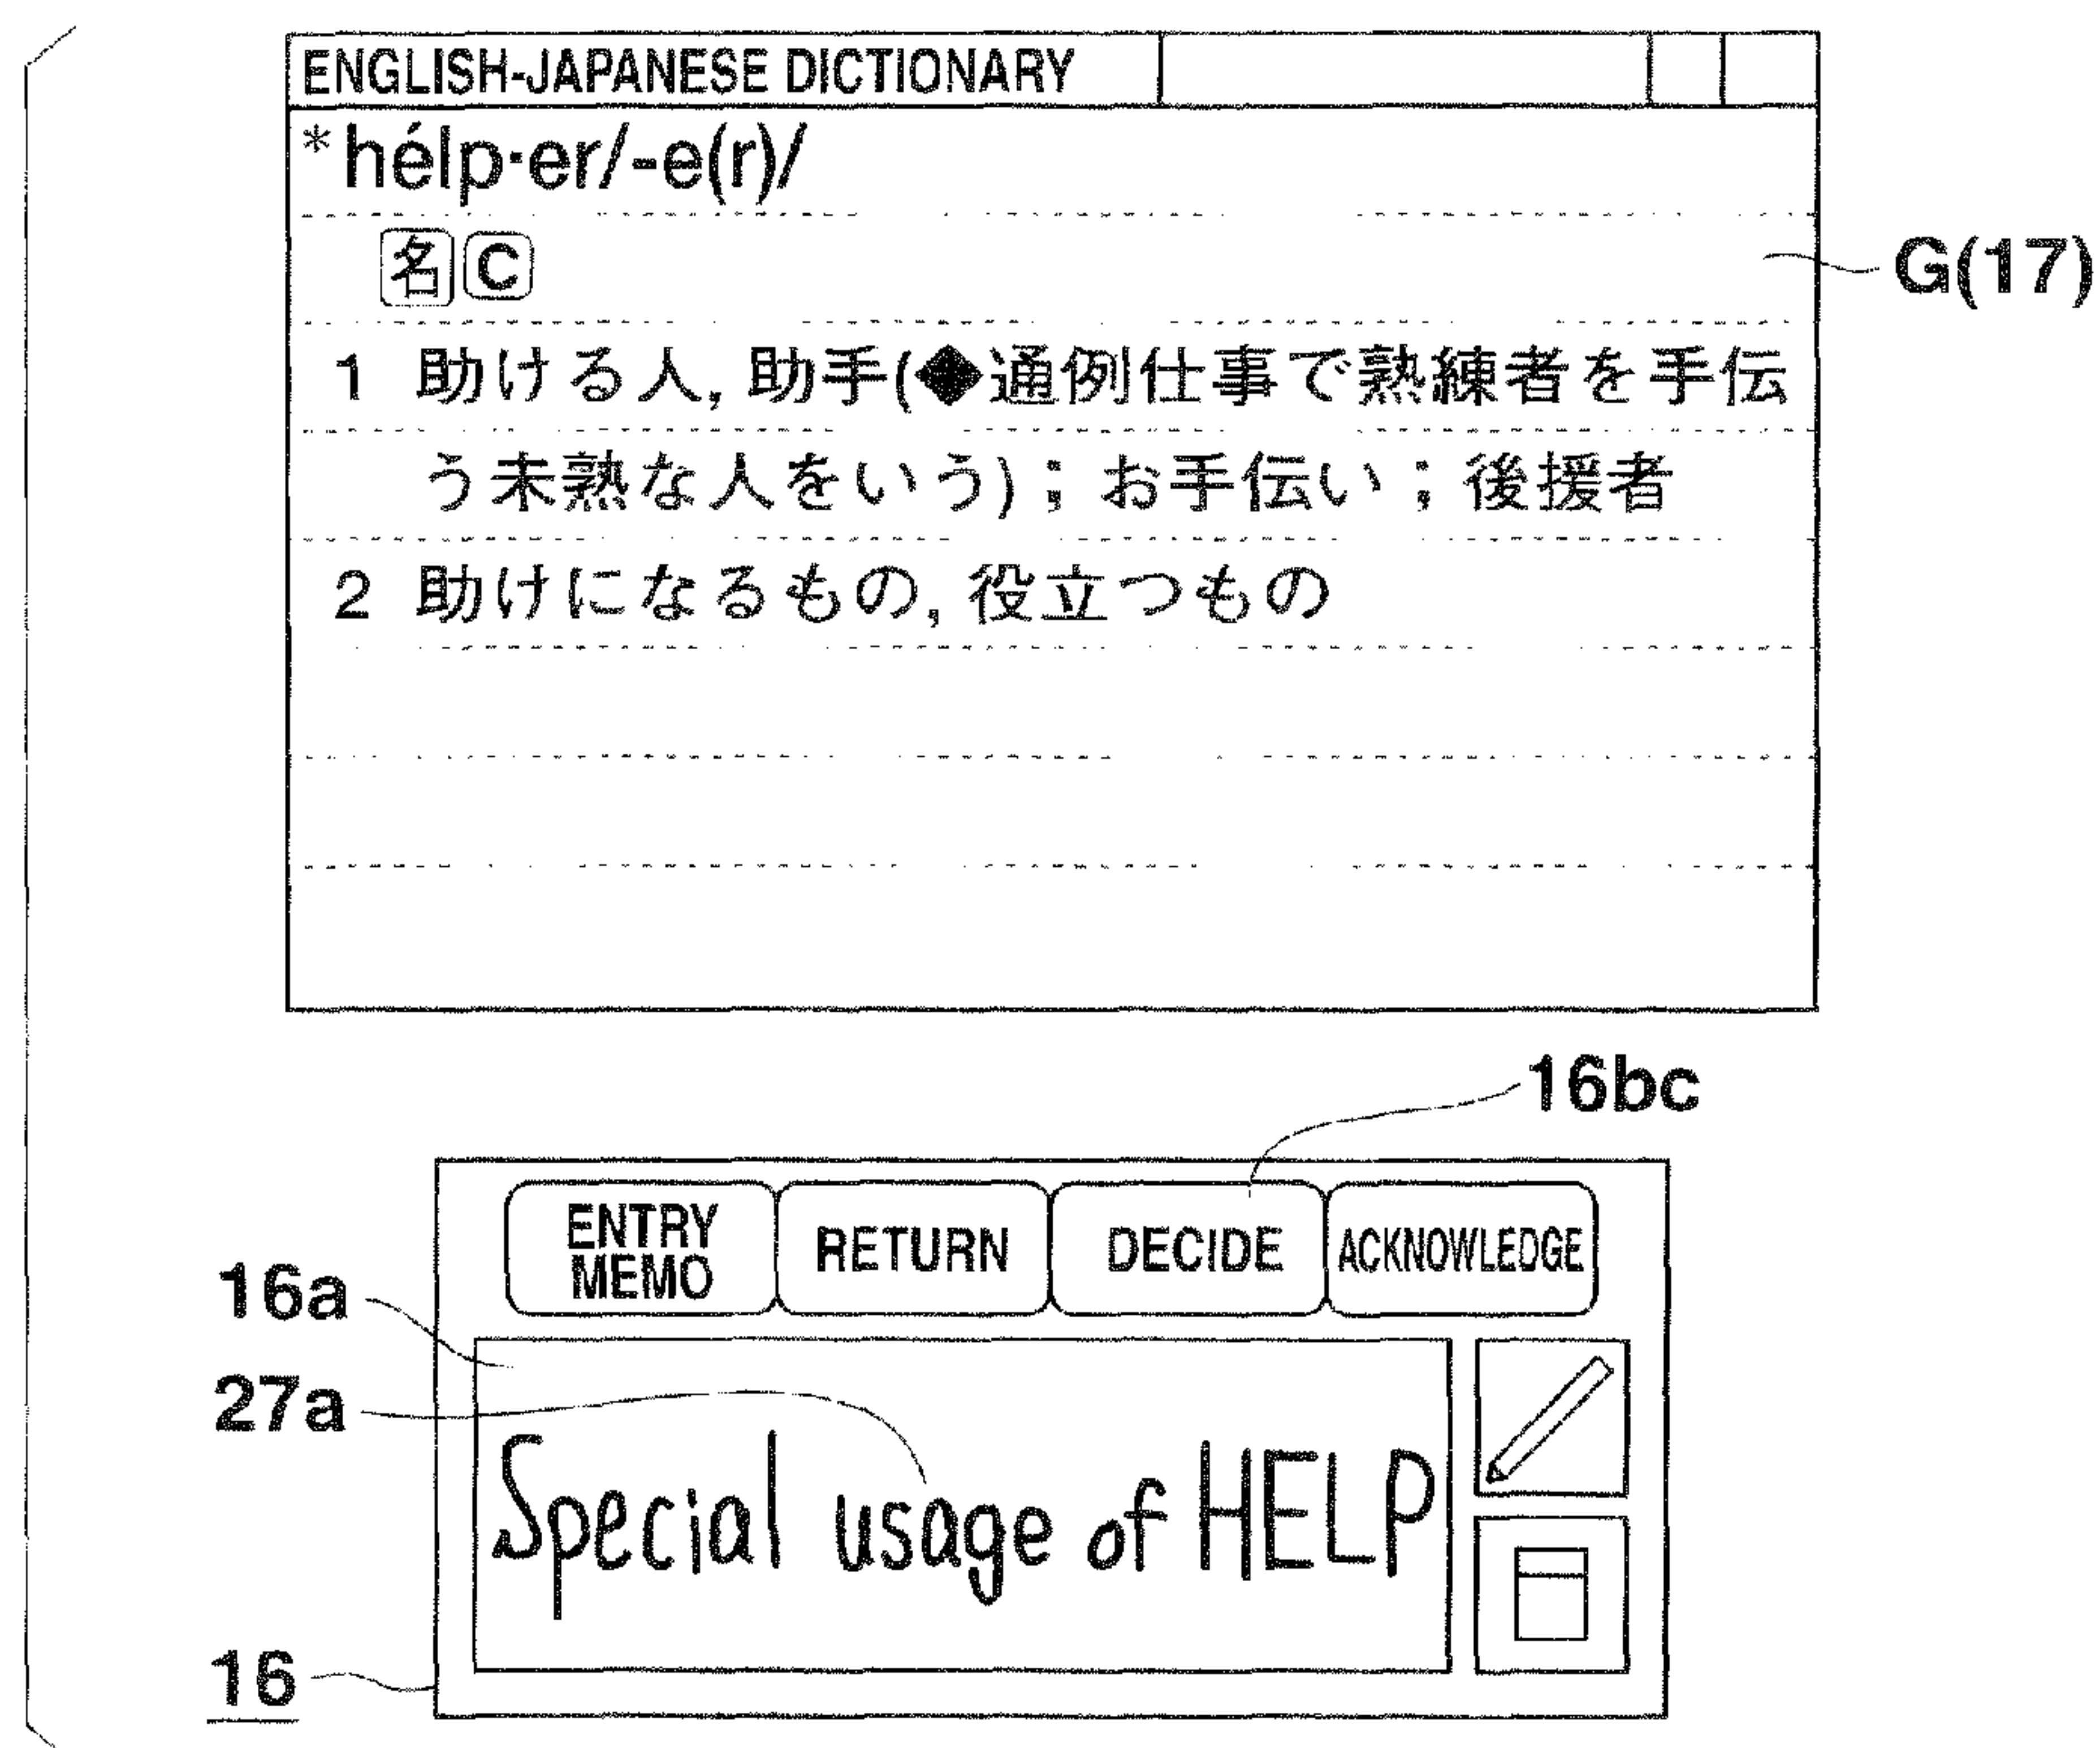 ENGLISH-JAPANESE DICTIONARY
*hélp·er/-e(r)/
名 C
G(17)
1 助ける人, 助手(◆通例仕事で熟練者を手伝
う未熟な人をいう) ; お手伝い ; 後援者
2 助けになるもの, 役立つもの
16bc
ENTRY
MEMO
RETURN
DECIDE
ACKNOWLEDGE
16a
27a
Special usage of HELP
16